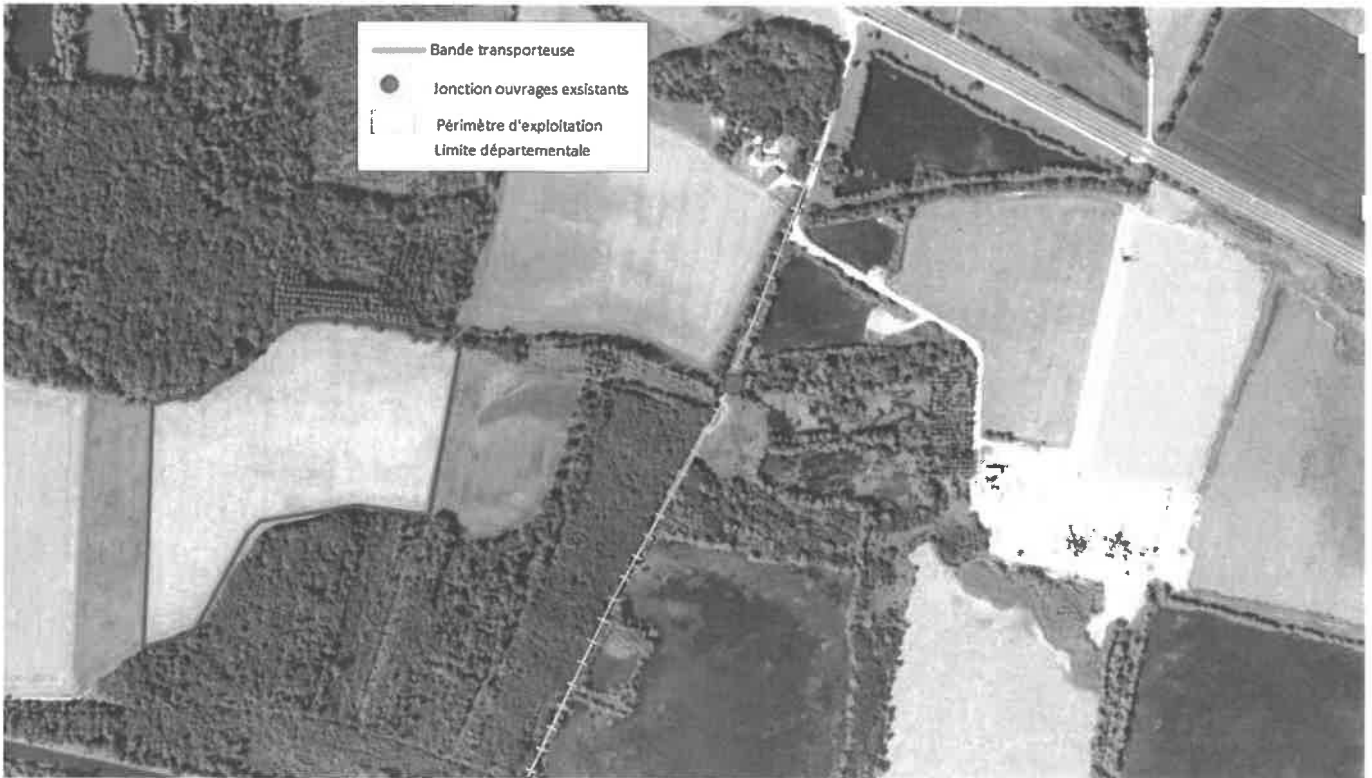 Bande transporteuse
Jonction ouvrages exsistants
Périmètre d'exploitation
Limite départementale